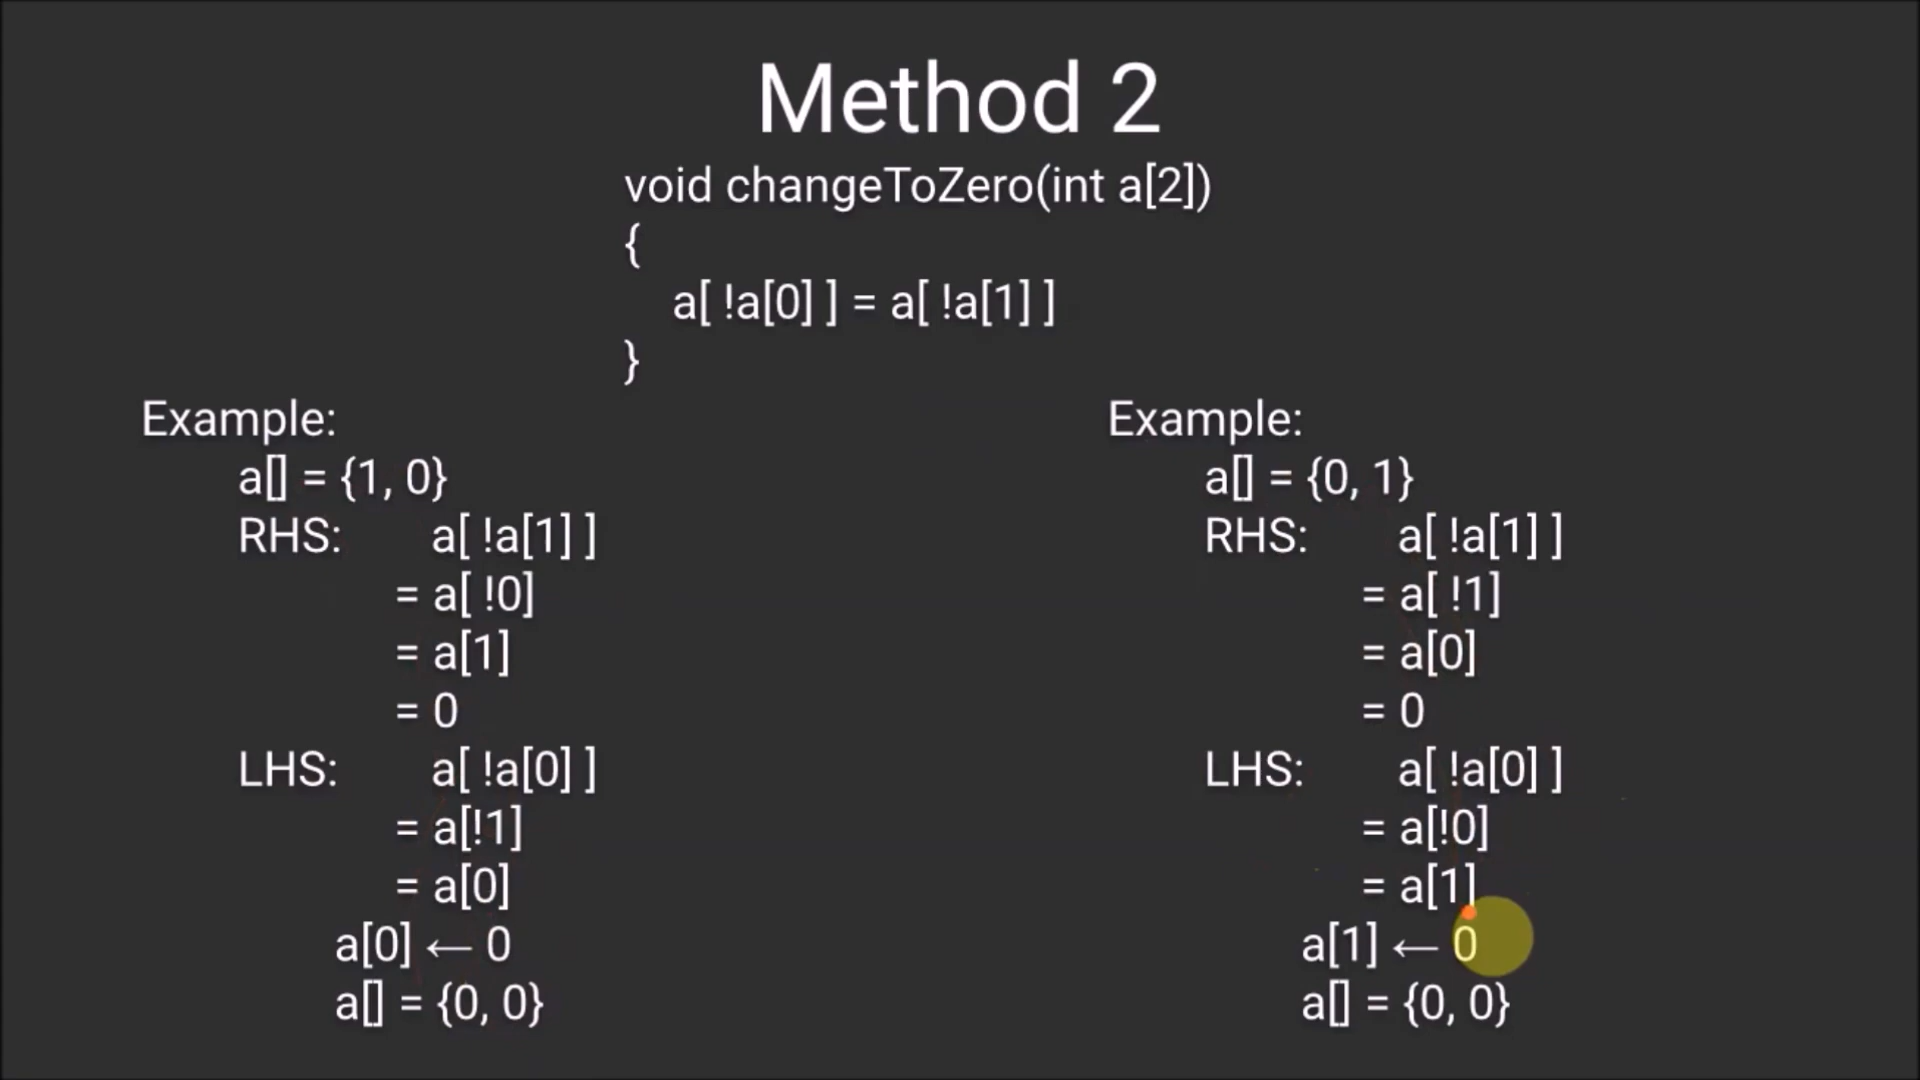 Method 2
void changeToZero(int a[2])
{
a[ !a[0] ] = a[ !a[1] ]
}
Example:
a[] = {1, 0}
RHS: a[ !a[1] ]
= a[ !0]
= a[1]
= 0
LHS: a[ !a[0] ]
= a[!1]
= a[0]
a[0] ← 0
a[] = {0, 0}
Example:
a[] = {0, 1}
RHS: a[ !a[1] ]
= a[ !1]
= a[0]
= 0
LHS: a[ !a[0] ]
= a[!0]
= a[1]
a[1] ← 0
a[] = {0, 0}